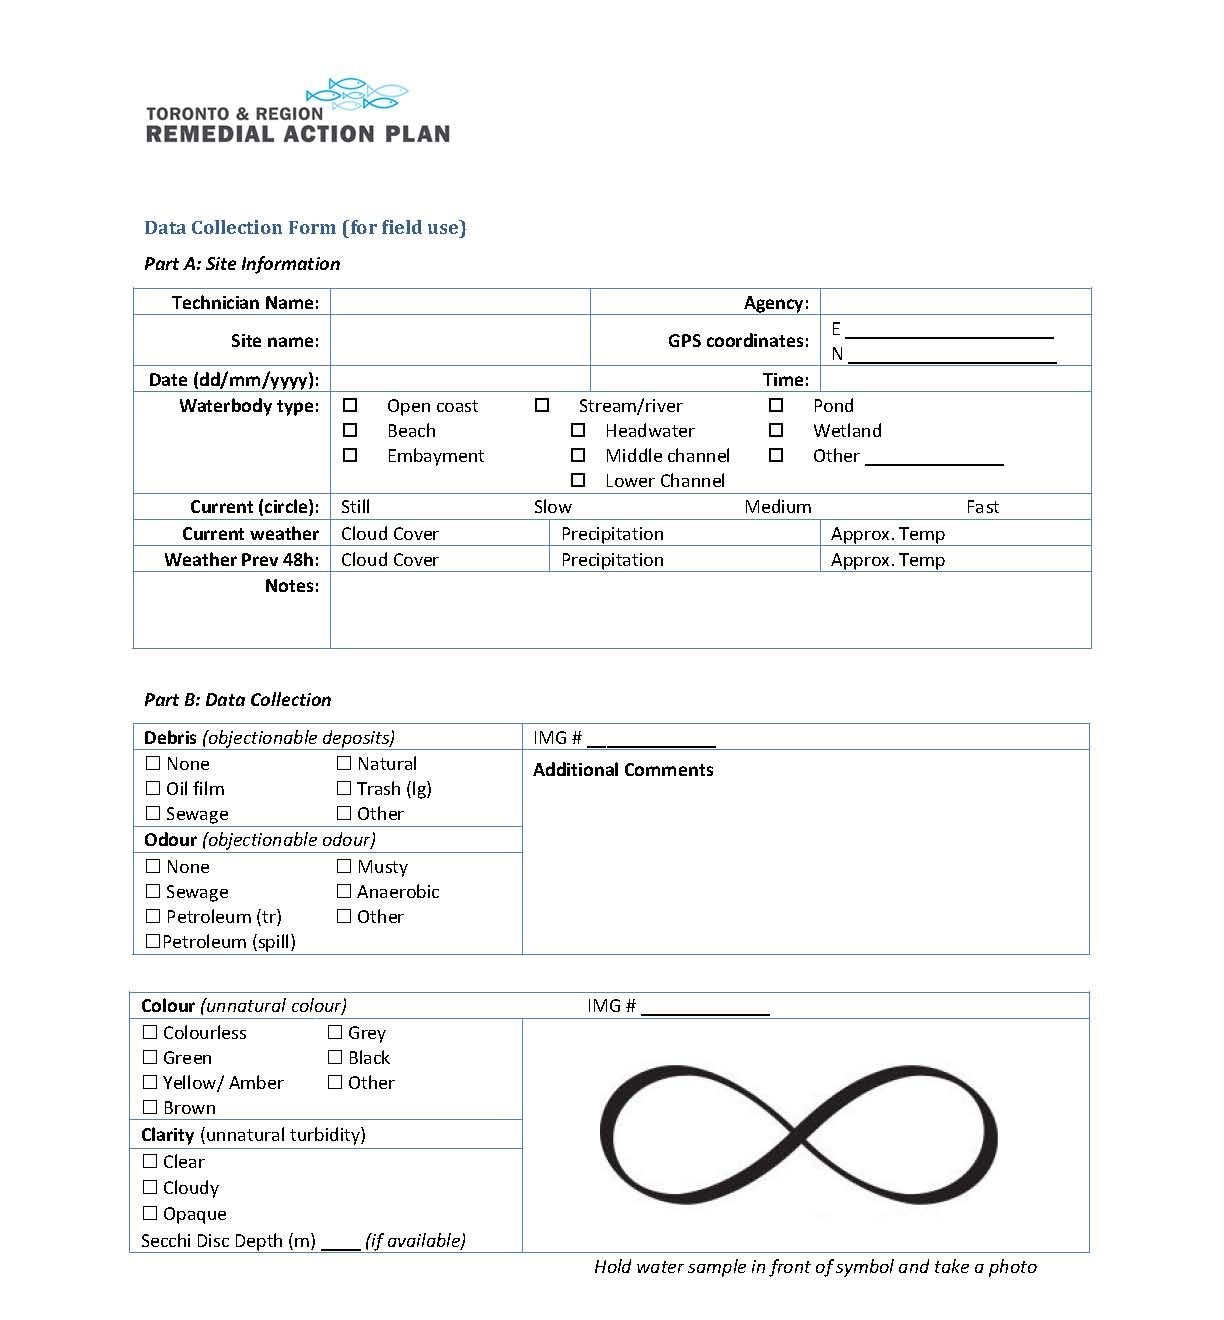 TORONTO & REGION
REMEDIAL ACTION PLAN
Data Collection Form (for field use)
Part A: Site Information
Technician Name: Agency:
Site name: GPS coordinates: E ____________________
N ____________________
Date (dd/mm/yyyy): Time:
Waterbody type: ☐ Open coast ☐ Stream/river ☐ Pond
☐ Beach ☐ Headwater ☐ Wetland
☐ Embayment ☐ Middle channel ☐ Other _____________
☐ Lower Channel
Current (circle): Still Slow Medium Fast
Current weather Cloud Cover Precipitation Approx. Temp
Weather Prev 48h: Cloud Cover Precipitation Approx. Temp
Notes:
Part B: Data Collection
Debris (objectionable deposits) IMG # ____________
☐ None ☐ Natural
Additional Comments
☐ Oil film ☐ Trash (lg)
☐ Sewage ☐ Other
Odour (objectionable odour)
☐ None ☐ Musty
☐ Sewage ☐ Anaerobic
☐ Petroleum (tr) ☐ Other
☐Petroleum (spill)
Colour (unnatural colour) IMG # ____________
☐ Colourless ☐ Grey
☐ Green ☐ Black
☐ Yellow/ Amber ☐ Other
☐ Brown
Clarity (unnatural turbidity)
☐ Clear
☐ Cloudy
☐ Opaque
Secchi Disc Depth (m) ____ (if available)
Hold water sample in front of symbol and take a photo